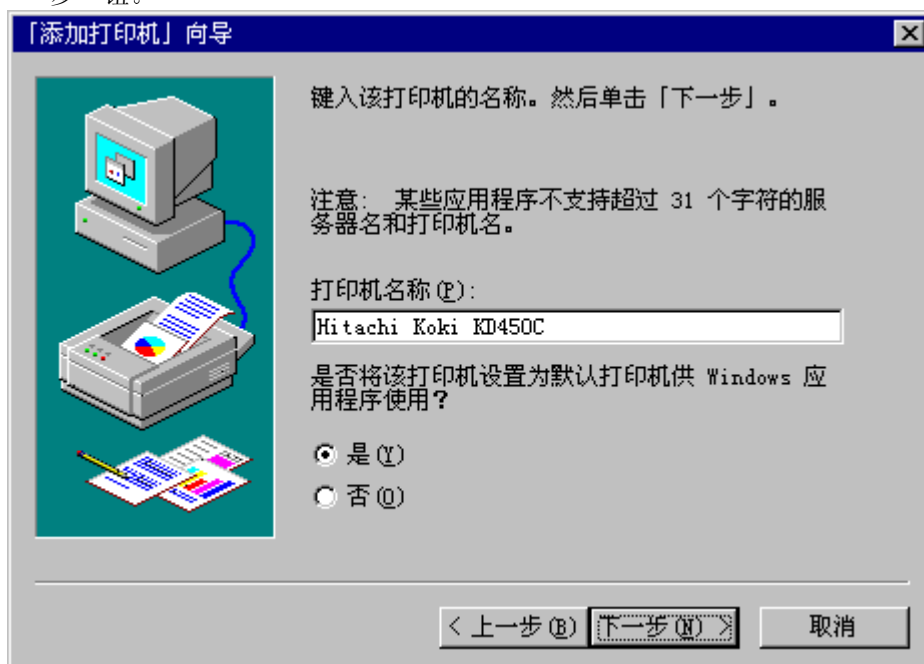 「添加打印机」向导
键入该打印机的名称。然后单击「下一步」。
注意: 某些应用程序不支持超过 31 个字符的服
务器名和打印机名。
打印机名称(P):
Hitachi Koki KD450C
是否将该打印机设置为默认打印机供 Windows 应
用程序使用?
是(Y)
否(O)
< 上一步(B)
下一步(N) >
取消